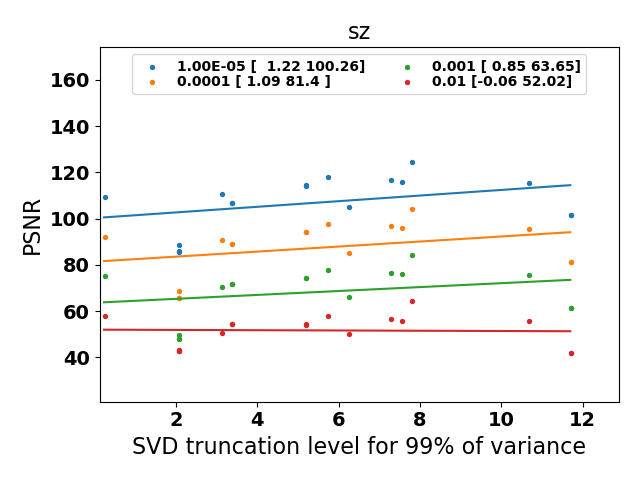 sz
1.00E-05 [  1.22 100.26]
0.0001 [ 1.09 81.4 ]
0.001 [ 0.85 63.65]
0.01 [-0.06 52.02]
160
140
120
100
80
60
40
PSNR
2 4 6 8 10 12
SVD truncation level for 99% of variance